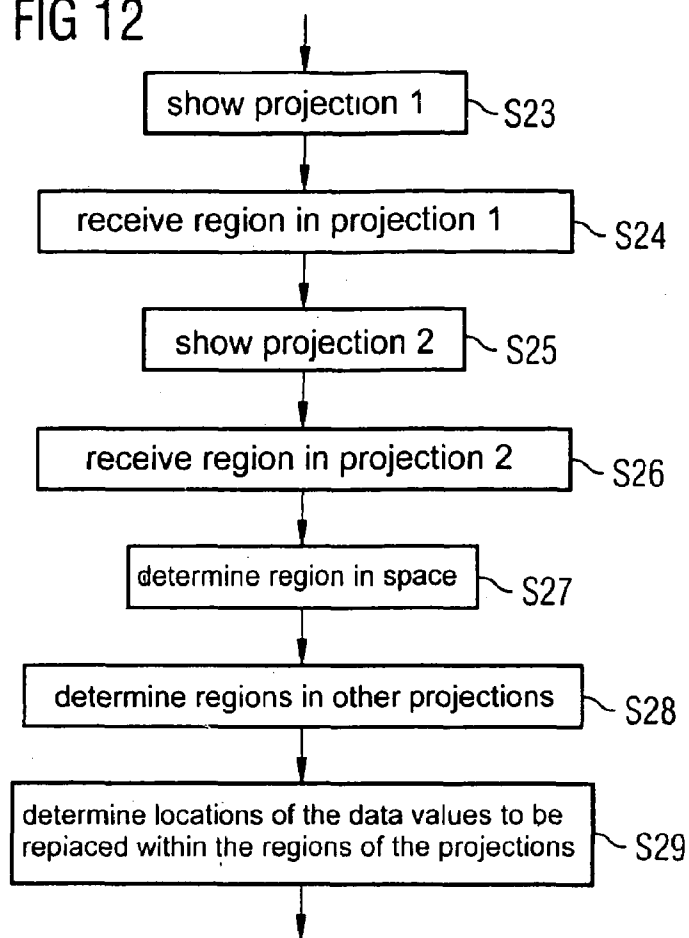 FIG 12
show projection 1
S23
receive region in projection 1
S24
show projection 2
S25
receive region in projection 2
S26
determine region in space
S27
determine regions in other projections
S28
determine locations of the data values to be
repiaced within the regions of the projections
S29